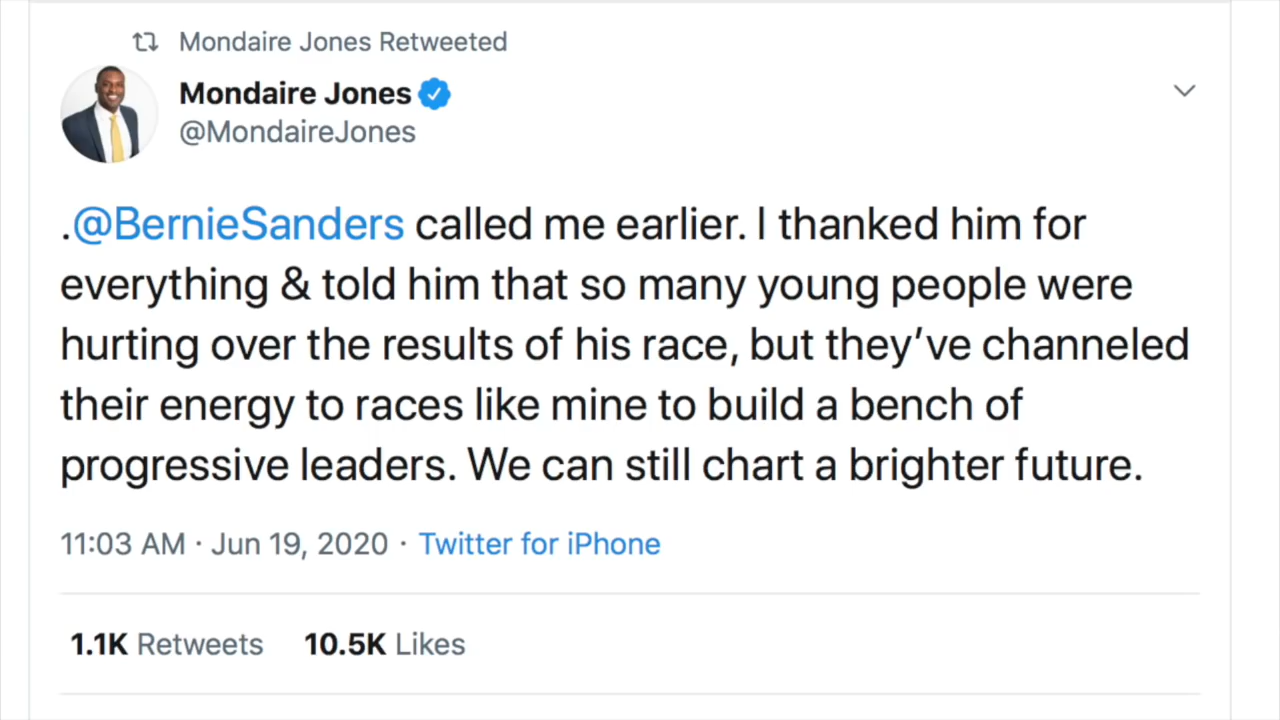 Mondaire Jones Retweeted
Mondaire Jones
@MondaireJones
.@BernieSanders called me earlier. I thanked him for
everything & told him that so many young people were
hurting over the results of his race, but they’ve channeled
their energy to races like mine to build a bench of
progressive leaders. We can still chart a brighter future.
11:03 AM · Jun 19, 2020 · Twitter for iPhone
1.1K Retweets 10.5K Likes